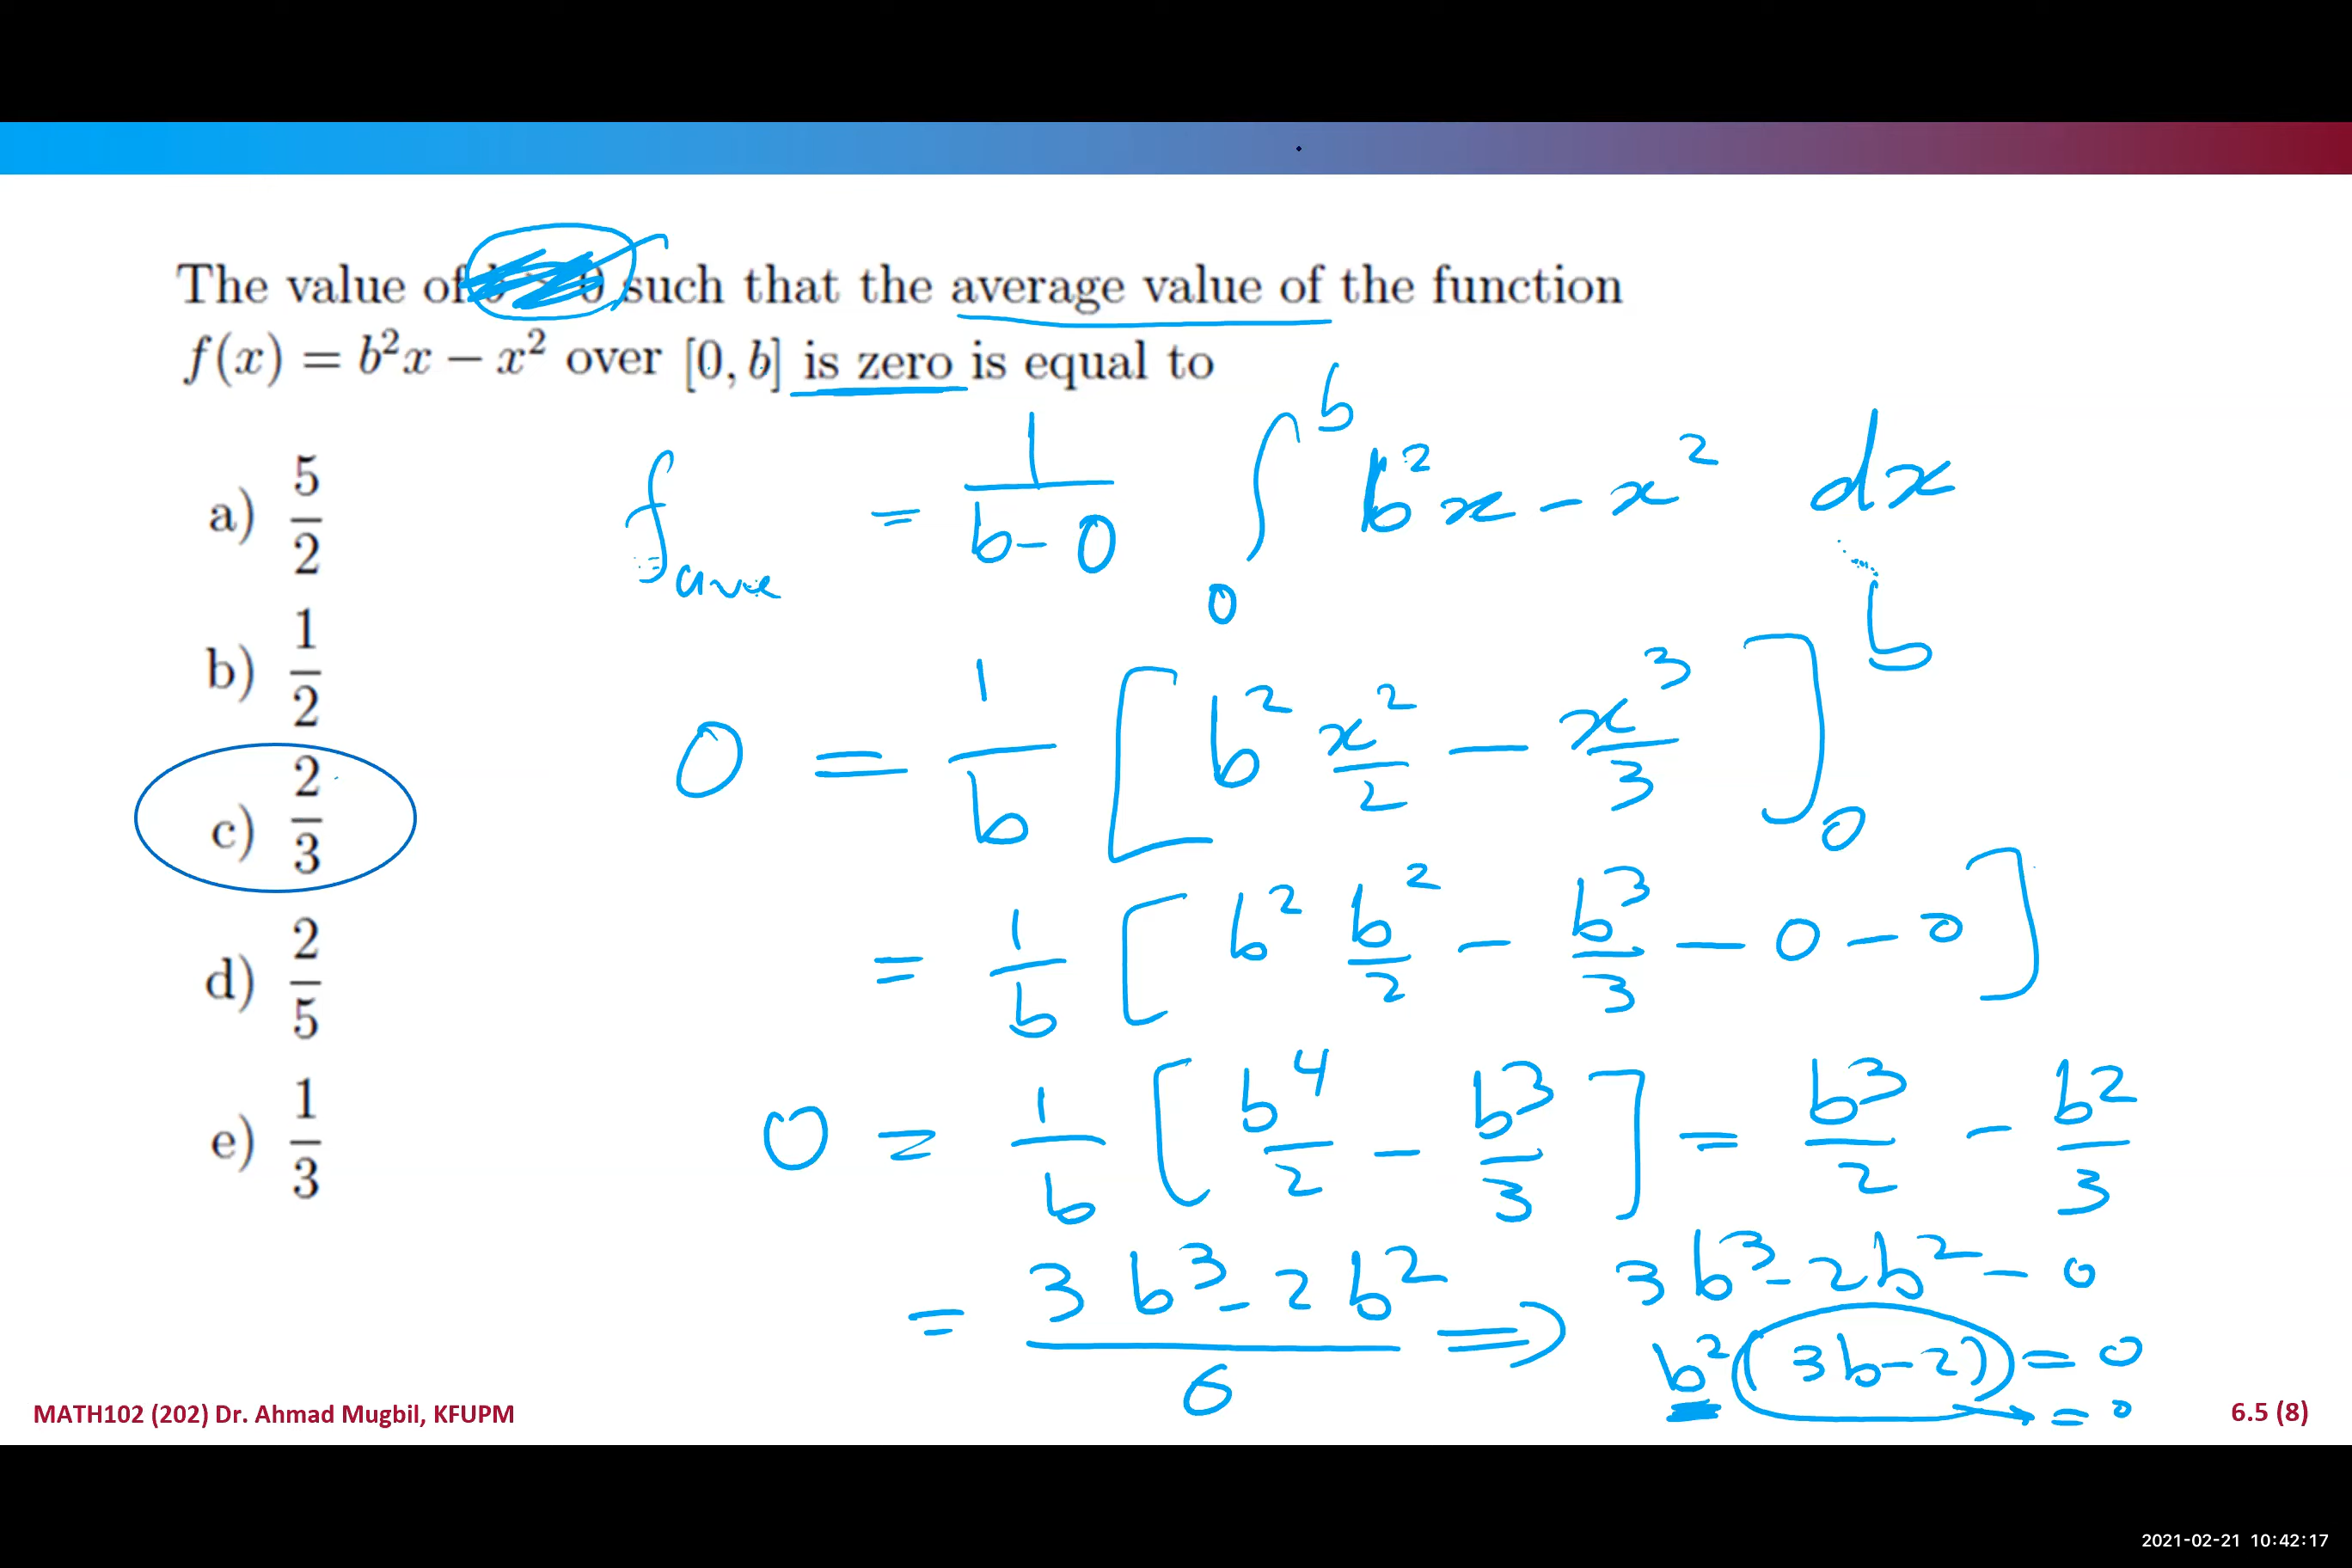 The value of such that the average value of the function
f(x) = b²x − x² over [0, b] is zero is equal to
a) 5/2
b) 1/2
c) 2/3
d) 2/5
e) 1/3
f_ave = 1/(b-0) ∫₀ᵇ b²x − x² dx
0 = 1/b [b² x²/2 − x³/3]₀ᵇ
= 1/b [b² b²/2 − b³/3 − 0 − 0]
0 = 1/b [b⁴/2 − b³/3] = b³/2 − b²/3
= (3b³ − 2b²)/6 ⟹ 3b³ − 2b² − 0
b²(3b−2) = 0
= 0
MATH102 (202) Dr. Ahmad Mugbil, KFUPM
6.5 (8)
2021-02-21 10:42:17